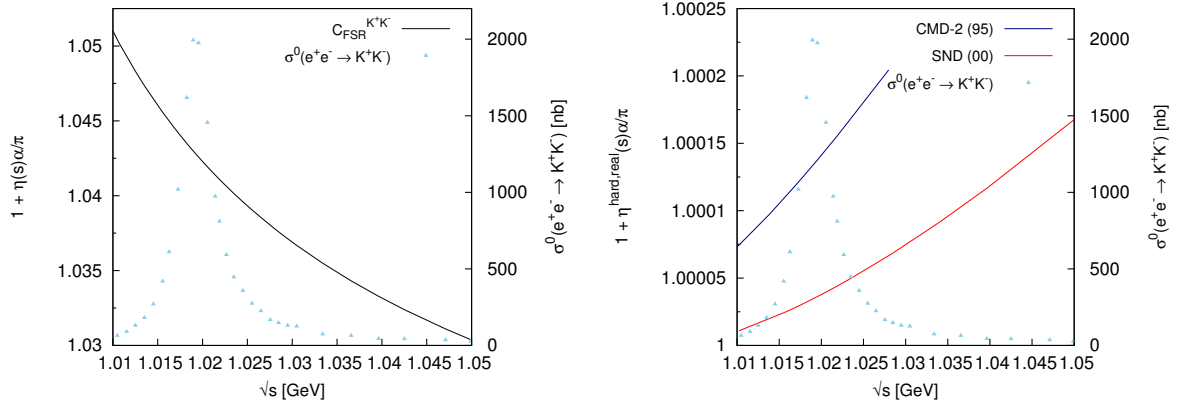 1 + η(s)α/π
1.05
1.045
1.04
1.035
1.03
1.01 1.015 1.02 1.025 1.03 1.035 1.04 1.045 1.05
√s [GeV]
C_FSR^K⁺K⁻
σ⁰(e⁺e⁻ → K⁺K⁻)
2000
1500
1000
500
0
σ⁰(e⁺e⁻ → K⁺K⁻) [nb]
1 + η^hard,real(s)α/π
1.00025
1.0002
1.00015
1.0001
1.00005
1
1.01 1.015 1.02 1.025 1.03 1.035 1.04 1.045 1.05
√s [GeV]
CMD-2 (95)
SND (00)
σ⁰(e⁺e⁻ → K⁺K⁻)
2000
1500
1000
500
0
σ⁰(e⁺e⁻ → K⁺K⁻) [nb]